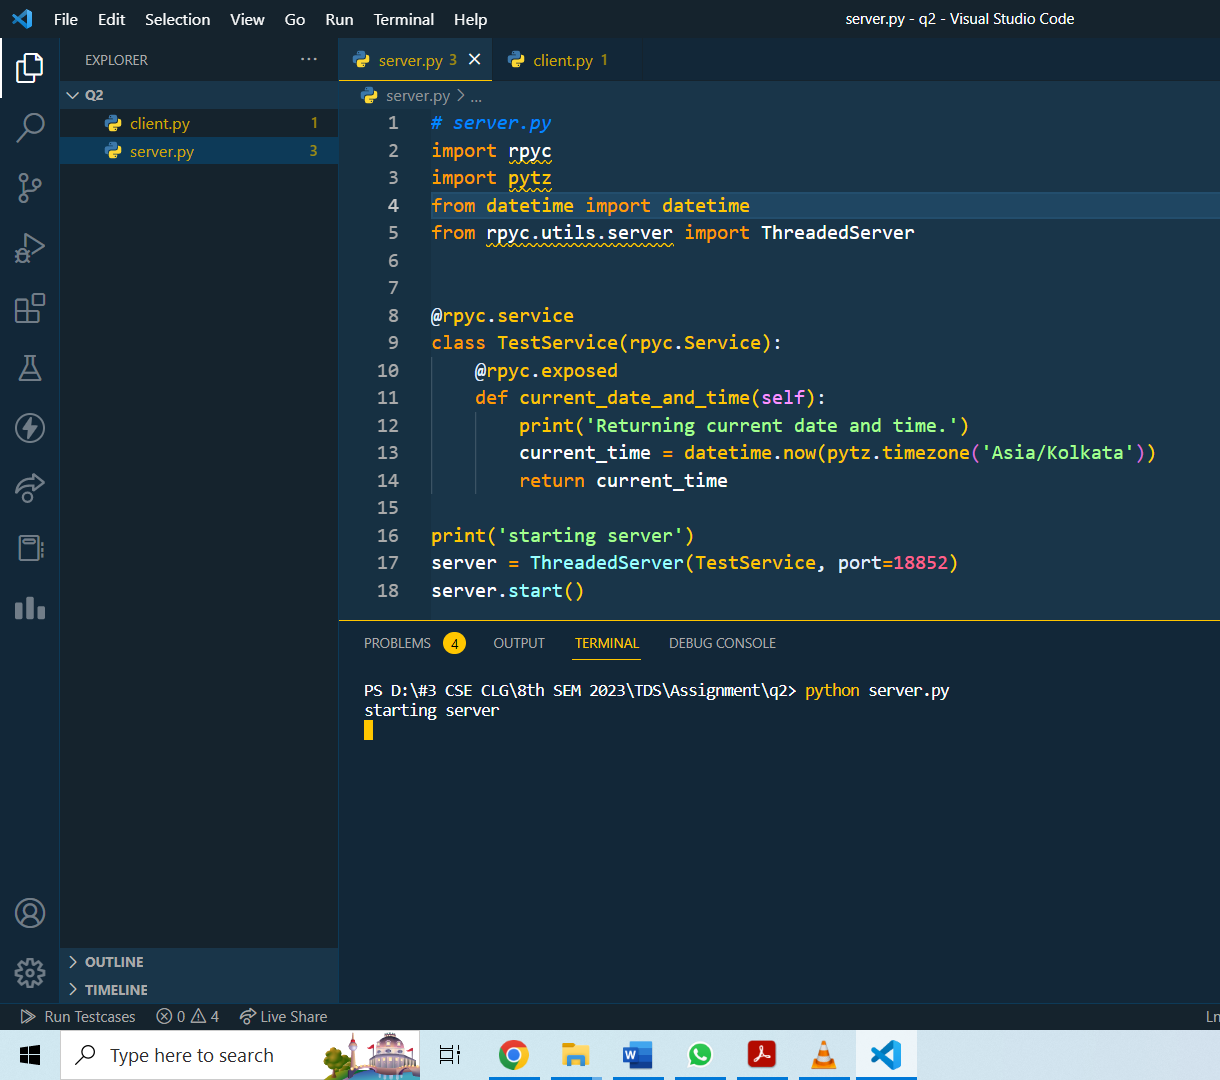 File Edit Selection View Go Run Terminal Help server.py - q2 - Visual Studio Code
EXPLORER ...
server.py 3 client.py 1
Q2
client.py 1
server.py 3
server.py > ...
1 # server.py
2 import rpyc
3 import pytz
4 from datetime import datetime
5 from rpyc.utils.server import ThreadedServer
6
7
8 @rpyc.service
9 class TestService(rpyc.Service):
10 @rpyc.exposed
11 def current_date_and_time(self):
12 print('Returning current date and time.')
13 current_time = datetime.now(pytz.timezone('Asia/Kolkata'))
14 return current_time
15
16 print('starting server')
17 server = ThreadedServer(TestService, port=18852)
18 server.start()
PROBLEMS 4 OUTPUT TERMINAL DEBUG CONSOLE
PS D:\#3 CSE CLG\8th SEM 2023\TDS\Assignment\q2> python server.py
starting server
OUTLINE
TIMELINE
Run Testcases 0 4 Live Share Ln
Type here to search